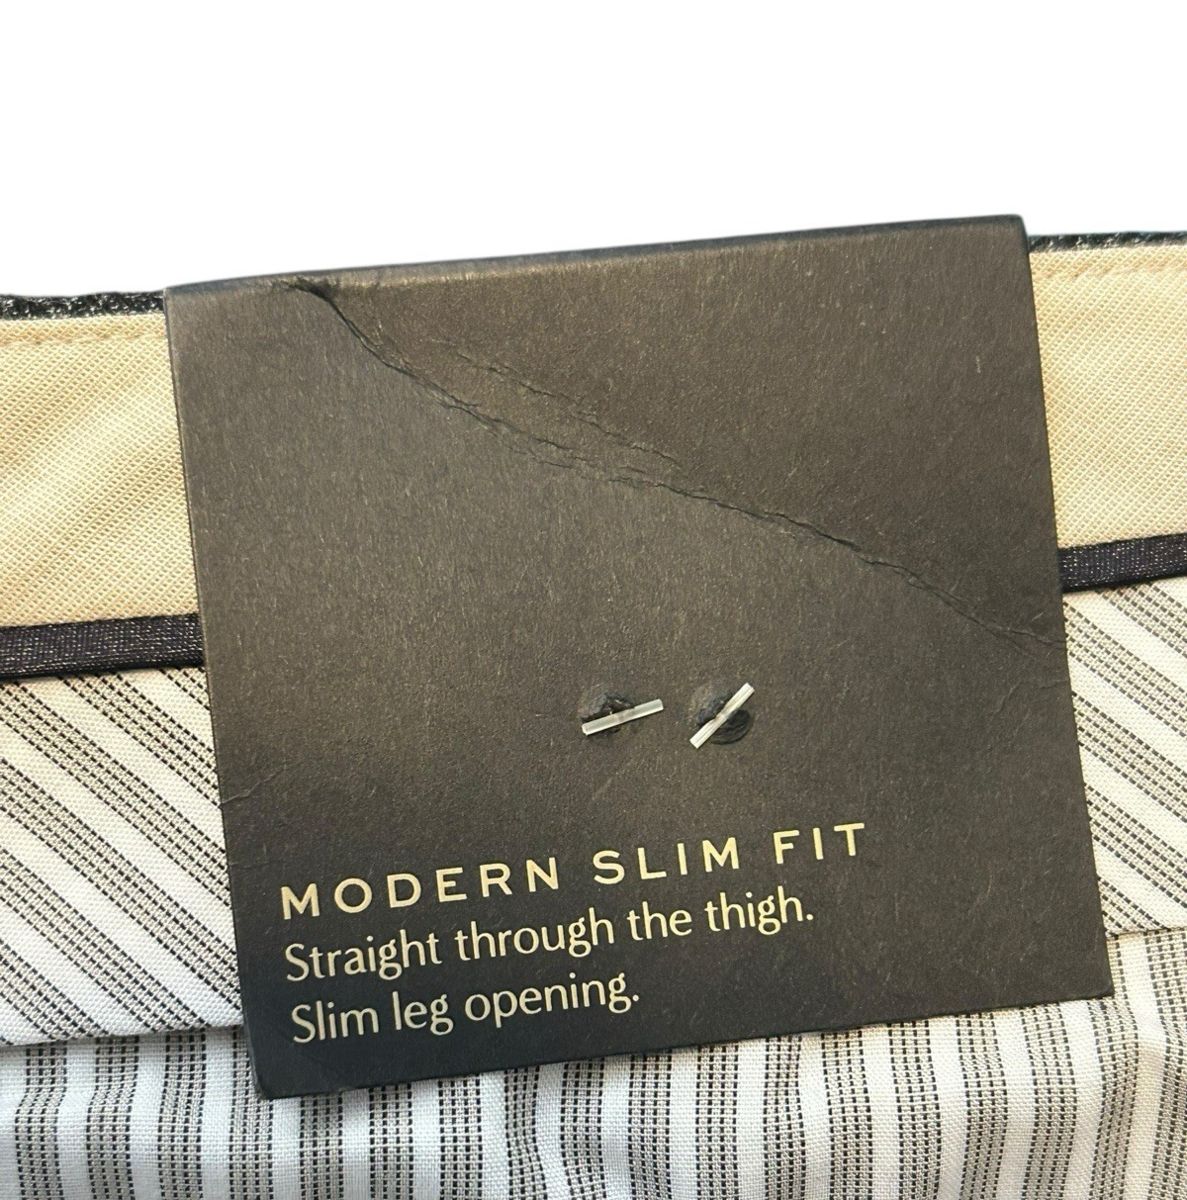 MODERN SLIM FIT
Straight through the thigh.
Slim leg opening.